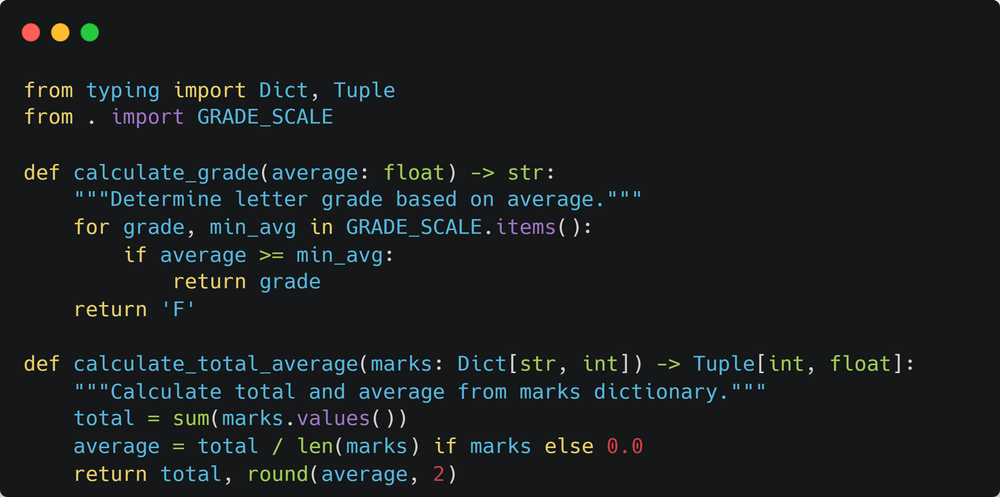 from typing import Dict, Tuple
from . import GRADE_SCALE

def calculate_grade(average: float) -> str:
    """Determine letter grade based on average."""
    for grade, min_avg in GRADE_SCALE.items():
        if average >= min_avg:
            return grade
    return 'F'

def calculate_total_average(marks: Dict[str, int]) -> Tuple[int, float]:
    """Calculate total and average from marks dictionary."""
    total = sum(marks.values())
    average = total / len(marks) if marks else 0.0
    return total, round(average, 2)